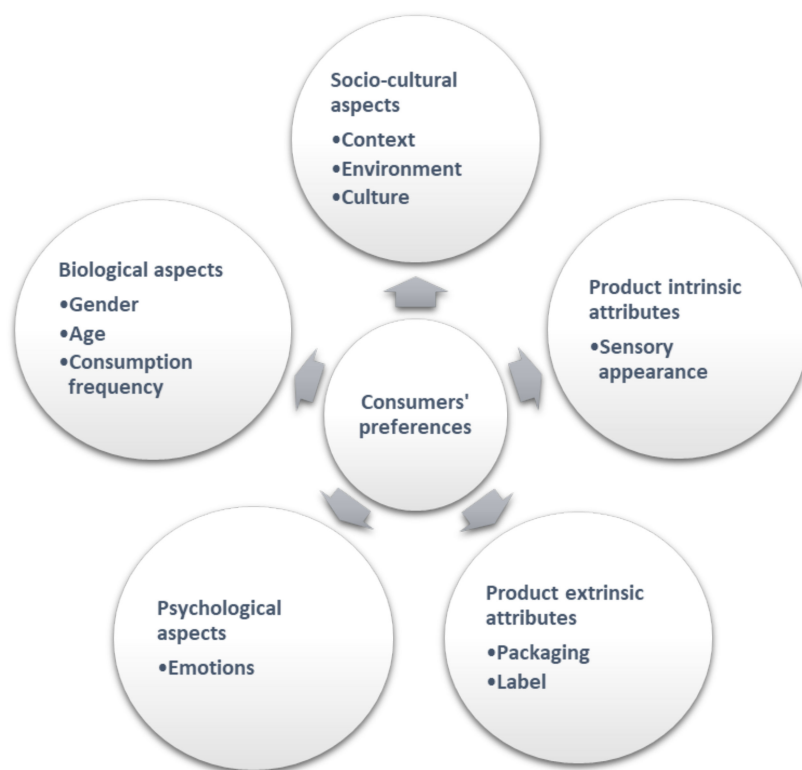 Socio-cultural
aspects
•Context
•Environment
•Culture
Biological aspects
•Gender
•Age
•Consumption
frequency
Product intrinsic
attributes
•Sensory
appearance
Consumers'
preferences
Psychological
aspects
•Emotions
Product extrinsic
attributes
•Packaging
•Label